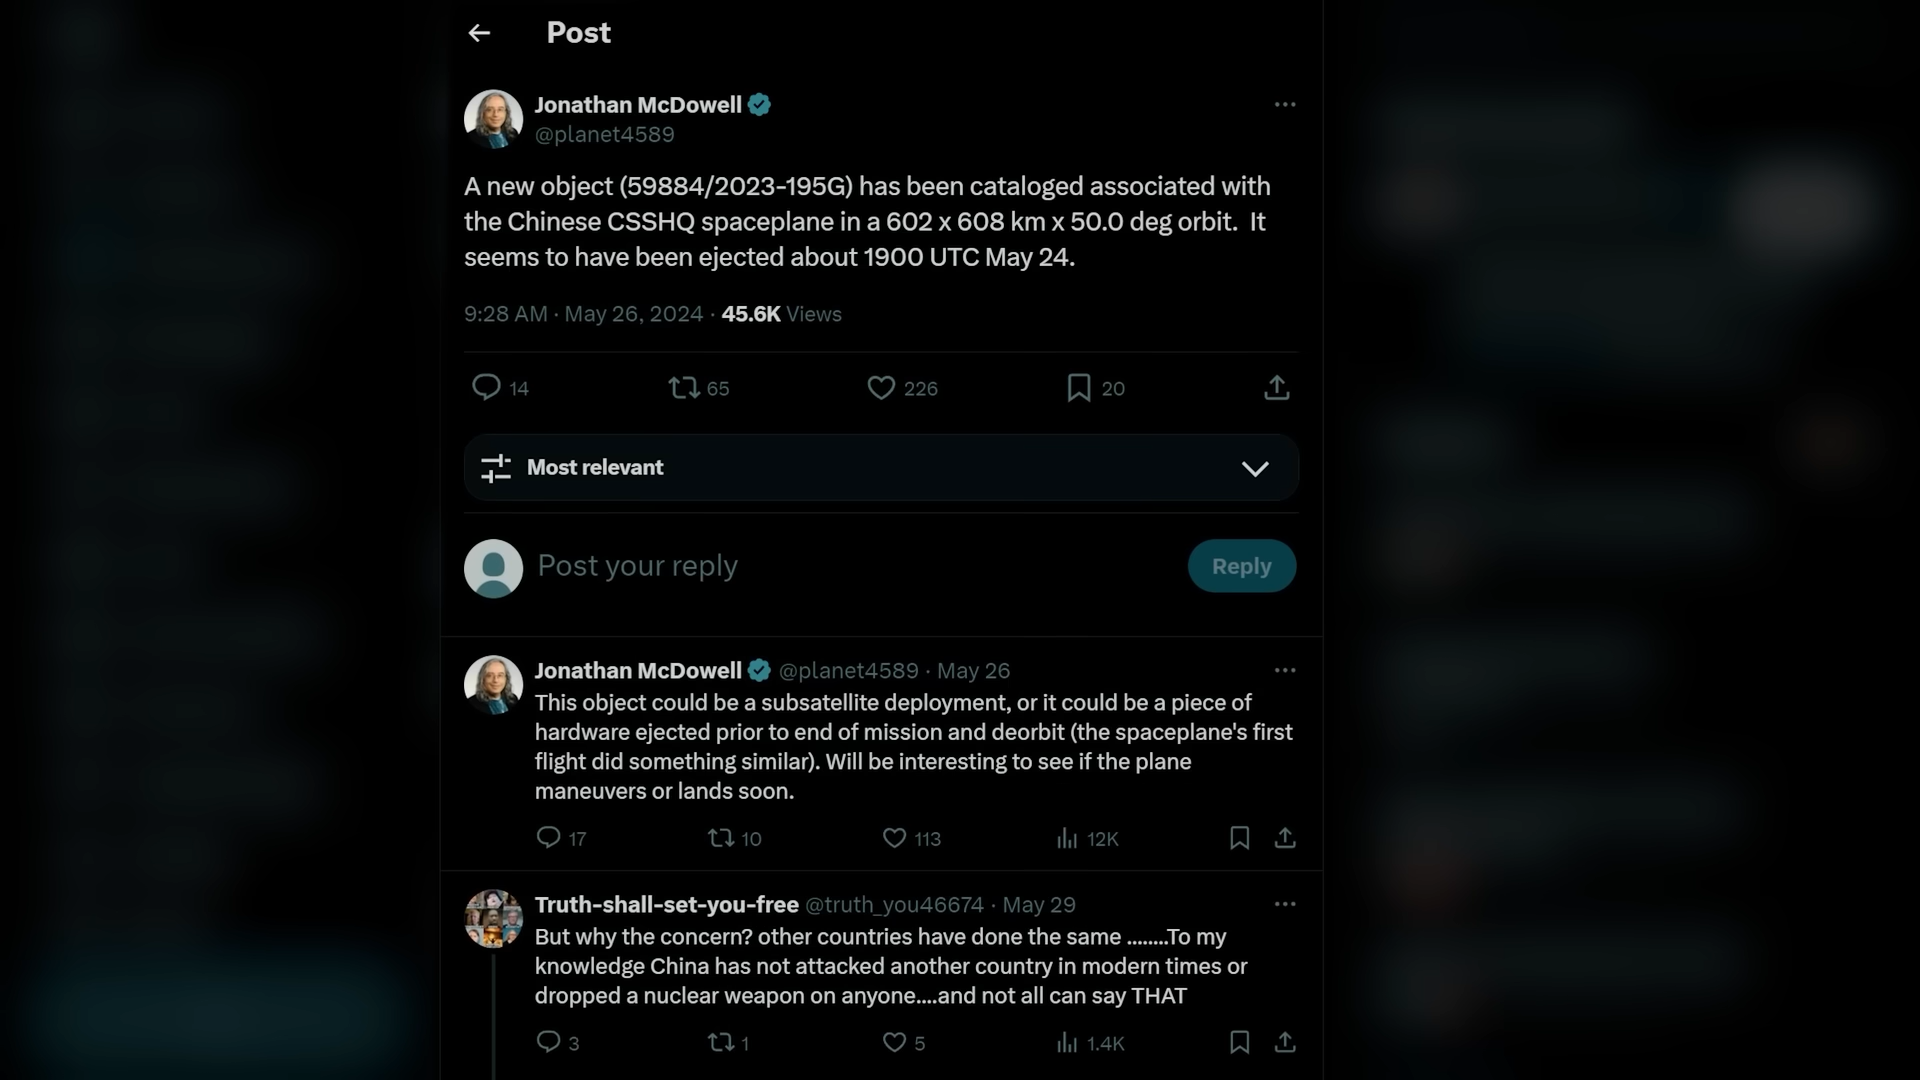 Post
Jonathan McDowell
@planet4589
A new object (59884/2023-195G) has been cataloged associated with
the Chinese CSSHQ spaceplane in a 602 x 608 km x 50.0 deg orbit.  It
seems to have been ejected about 1900 UTC May 24.
9:28 AM · May 26, 2024 · 45.6K Views
14 65 226 20
Most relevant
Post your reply
Reply
Jonathan McDowell @planet4589 · May 26
This object could be a subsatellite deployment, or it could be a piece of
hardware ejected prior to end of mission and deorbit (the spaceplane's first
flight did something similar). Will be interesting to see if the plane
maneuvers or lands soon.
17 10 113 12K
Truth-shall-set-you-free @truth_you46674 · May 29
But why the concern? other countries have done the same ........To my
knowledge China has not attacked another country in modern times or
dropped a nuclear weapon on anyone....and not all can say THAT
3 1 5 1.4K